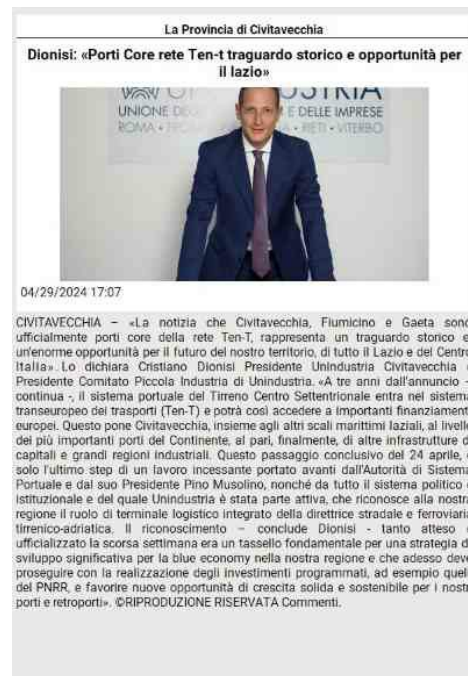 La Provincia di Civitavecchia
Dionisi: «Porti Core rete Ten-t traguardo storico e opportunità per
il lazio»
UNIONE E DELLE IMPRESE
ROMA • RIETI • VITERBO
04/29/2024 17:07
CIVITAVECCHIA – «La notizia che Civitavecchia, Fiumicino e Gaeta sono
ufficialmente porti core della rete Ten-T, rappresenta un traguardo storico e
un'enorme opportunità per il futuro del nostro territorio, di tutto il Lazio e del Centro
Italia». Lo dichiara Cristiano Dionisi Presidente Unindustria Civitavecchia
Presidente Comitato Piccola Industria di Unindustria. «A tre anni dall'annuncio -
continua -, il sistema portuale del Tirreno Centro Settentrionale entra nel sistema
transeuropeo dei trasporti (Ten-T) e potrà così accedere a importanti finanziament
europei. Questo pone Civitavecchia, insieme agli altri scali marittimi laziali, al livello
dei più importanti porti del Continente, al pari, finalmente, di altre infrastrutture d
capitali e grandi regioni industriali. Questo passaggio conclusivo del 24 aprile,
solo l'ultimo step di un lavoro incessante portato avanti dall'Autorità di Sistema
Portuale e dal suo Presidente Pino Musolino, nonché da tutto il sistema politico
istituzionale e del quale Unindustria è stata parte attiva, che riconosce alla nostra
regione il ruolo di terminale logistico integrato della direttrice stradale e ferroviaria
tirrenico-adriatica. Il riconoscimento – conclude Dionisi - tanto atteso
ufficializzato la scorsa settimana era un tassello fondamentale per una strategia d
sviluppo significativa per la blue economy nella nostra regione e che adesso deve
proseguire con la realizzazione degli investimenti programmati, ad esempio quell
del PNRR, e favorire nuove opportunità di crescita solida e sostenibile per i nostr
porti e retroporti». ©RIPRODUZIONE RISERVATA Commenti.